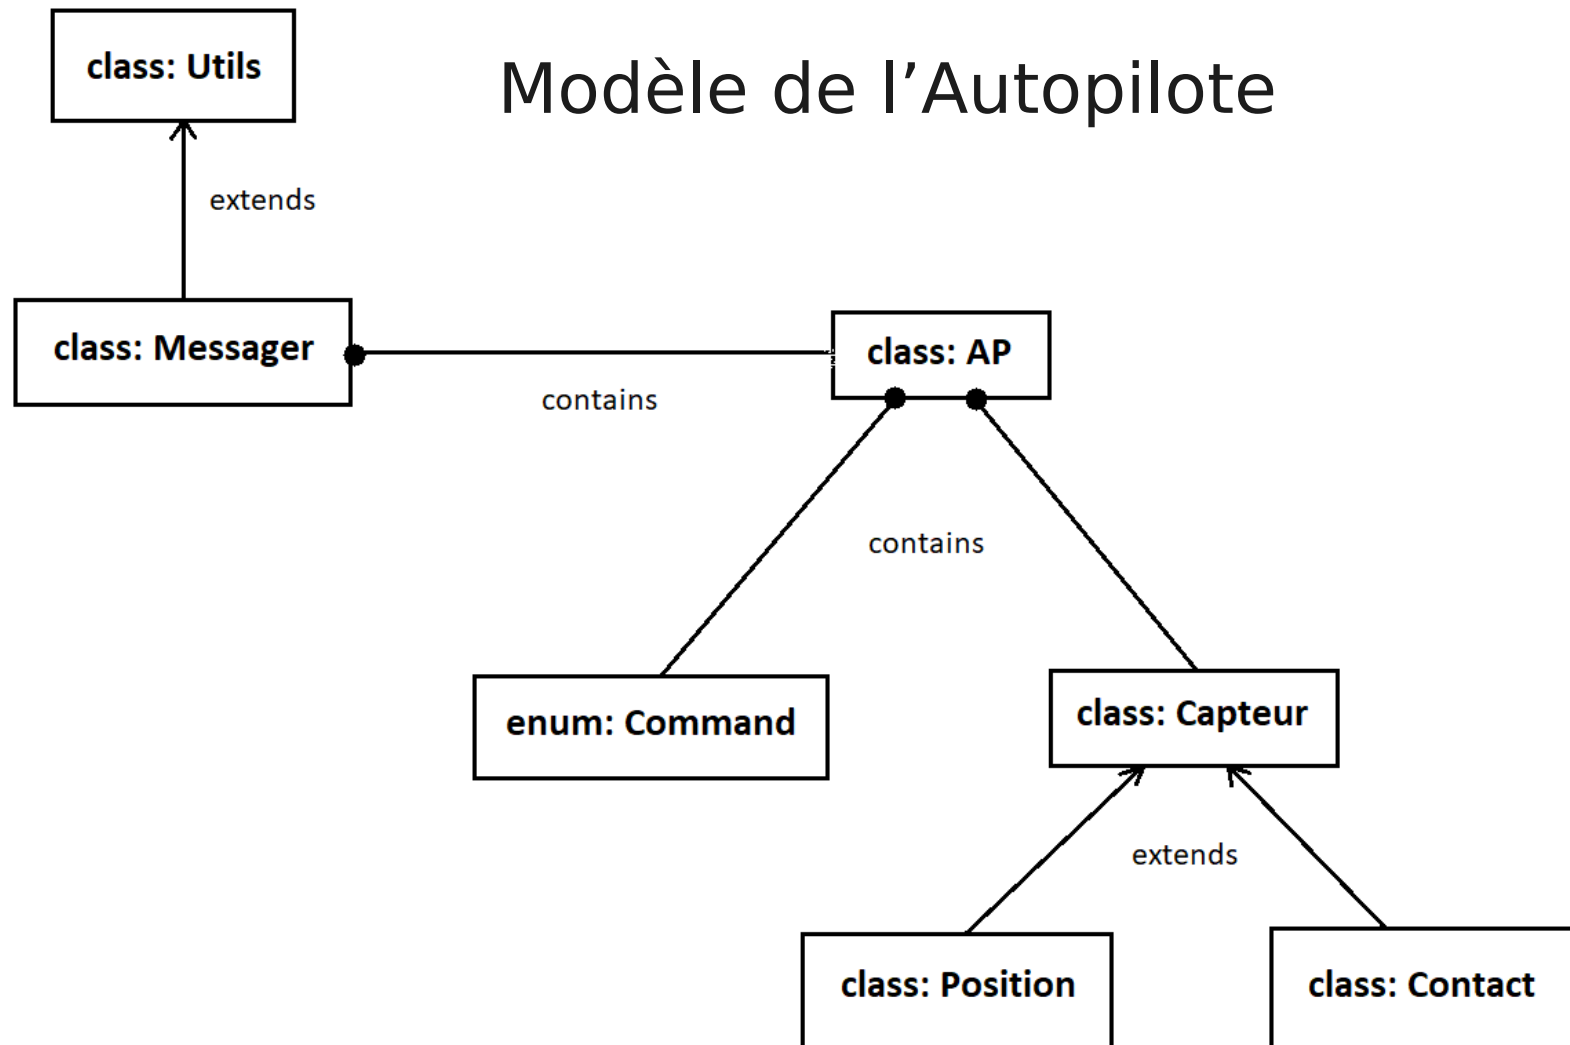 class: Utils
Modèle de l’Autopilote
extends
class: Messager
class: AP
contains
contains
enum: Command
class: Capteur
extends
class: Position
class: Contact